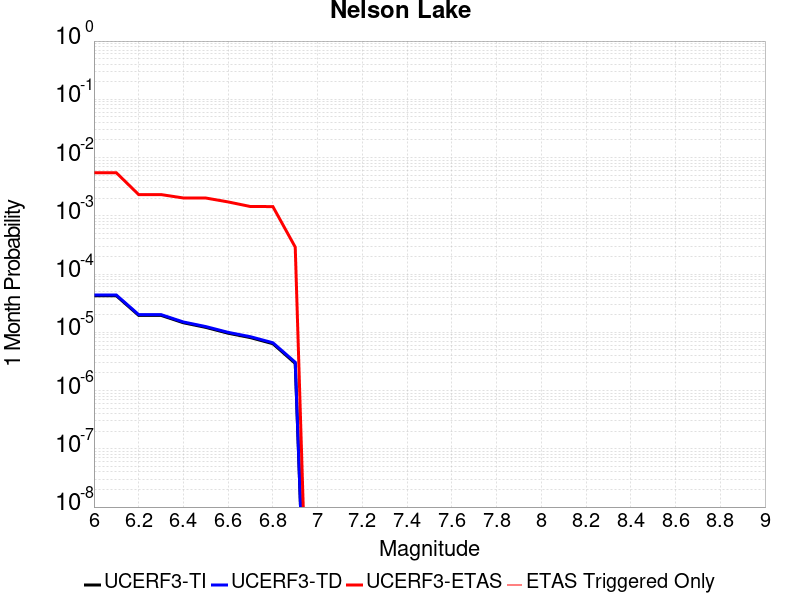 Nelson Lake
10^0
10^-1
10^-2
10^-3
10^-4
10^-5
10^-6
10^-7
10^-8
1 Month Probability
6 6.2 6.4 6.6 6.8 7 7.2 7.4 7.6 7.8 8 8.2 8.4 8.6 8.8 9
Magnitude
UCERF3-TI UCERF3-TD UCERF3-ETAS ETAS Triggered Only